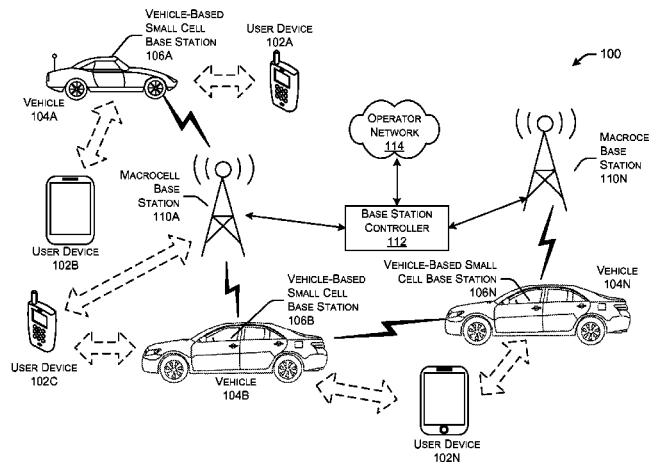 VEHICLE-BASED
SMALL CELL
BASE STATION
106A
USER DEVICE
102A
100
VEHICLE
104A
OPERATOR
NETWORK
114
MACROCE
BASE
STATION
110N
MACROCELL
BASE
STATION
110A
BASE STATION
CONTROLLER
112
USER DEVICE
102B
VEHICLE-BASED
SMALL CELL
BASE STATION
106B
VEHICLE-BASED SMALL
CELL BASE STATION
106N
VEHICLE
104N
USER DEVICE
102C
VEHICLE
104B
USER DEVICE
102N